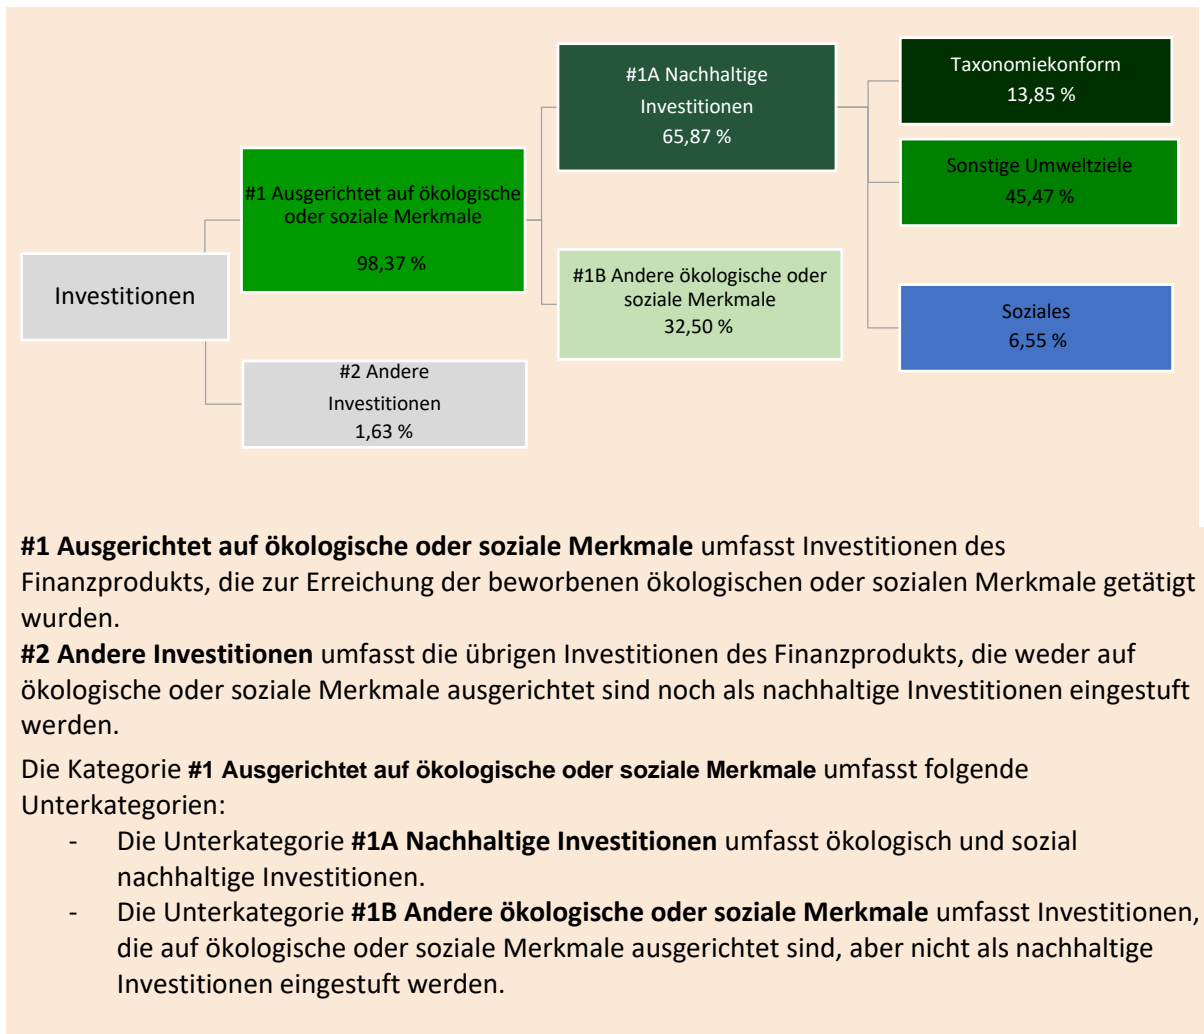 Investitionen
#1 Ausgerichtet auf ökologische
oder soziale Merkmale
98,37 %
#2 Andere
Investitionen
1,63 %
#1A Nachhaltige
Investitionen
65,87 %
#1B Andere ökologische oder
soziale Merkmale
32,50 %
Taxonomiekonform
13,85 %
Sonstige Umweltziele
45,47 %
Soziales
6,55 %
#1 Ausgerichtet auf ökologische oder soziale Merkmale umfasst Investitionen des
Finanzprodukts, die zur Erreichung der beworbenen ökologischen oder sozialen Merkmale getätigt
wurden.
#2 Andere Investitionen umfasst die übrigen Investitionen des Finanzprodukts, die weder auf
ökologische oder soziale Merkmale ausgerichtet sind noch als nachhaltige Investitionen eingestuft
werden.
Die Kategorie #1 Ausgerichtet auf ökologische oder soziale Merkmale umfasst folgende
Unterkategorien:
- Die Unterkategorie #1A Nachhaltige Investitionen umfasst ökologisch und sozial
nachhaltige Investitionen.
- Die Unterkategorie #1B Andere ökologische oder soziale Merkmale umfasst Investitionen,
die auf ökologische oder soziale Merkmale ausgerichtet sind, aber nicht als nachhaltige
Investitionen eingestuft werden.